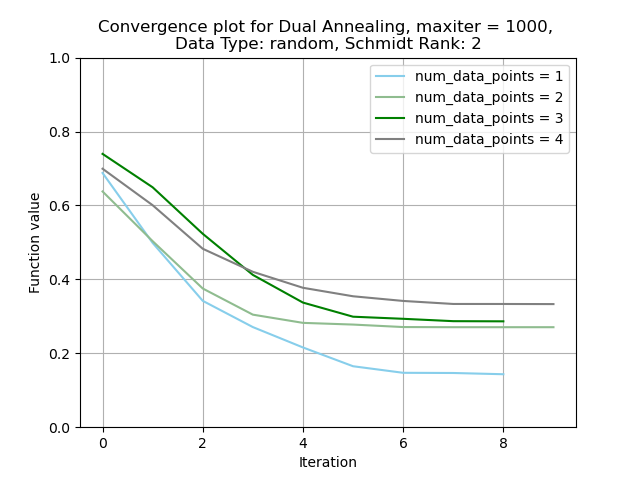 Convergence plot for Dual Annealing, maxiter = 1000,
Data Type: random, Schmidt Rank: 2
num_data_points = 1
num_data_points = 2
num_data_points = 3
num_data_points = 4
Function value
1.0
0.8
0.6
0.4
0.2
0.0
0 2 4 6 8
Iteration